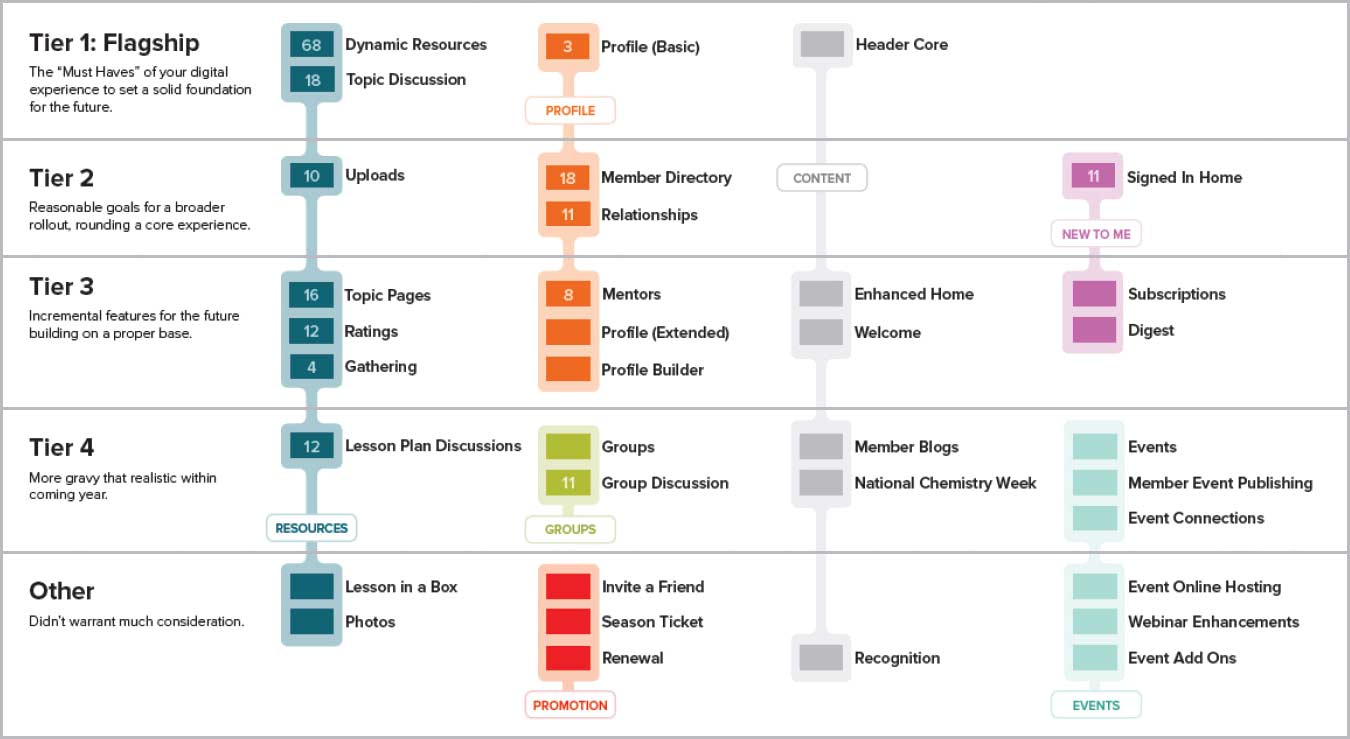 Tier 1: Flagship
The “Must Haves” of your digital
experience to set a solid foundation
for the future.
68 Dynamic Resources
18 Topic Discussion
3 Profile (Basic)
PROFILE
Header Core
Tier 2
Reasonable goals for a broader
rollout, rounding a core experience.
10 Uploads
18 Member Directory
11 Relationships
CONTENT
11 Signed In Home
NEW TO ME
Tier 3
Incremental features for the future
building on a proper base.
16 Topic Pages
12 Ratings
4 Gathering
8 Mentors
Profile (Extended)
Profile Builder
Enhanced Home
Welcome
Subscriptions
Digest
Tier 4
More gravy that realistic within
coming year.
12 Lesson Plan Discussions
RESOURCES
Groups
11 Group Discussion
GROUPS
Member Blogs
National Chemistry Week
Events
Member Event Publishing
Event Connections
Other
Didn’t warrant much consideration.
Lesson in a Box
Photos
Invite a Friend
Season Ticket
Renewal
PROMOTION
Recognition
Event Online Hosting
Webinar Enhancements
Event Add Ons
EVENTS